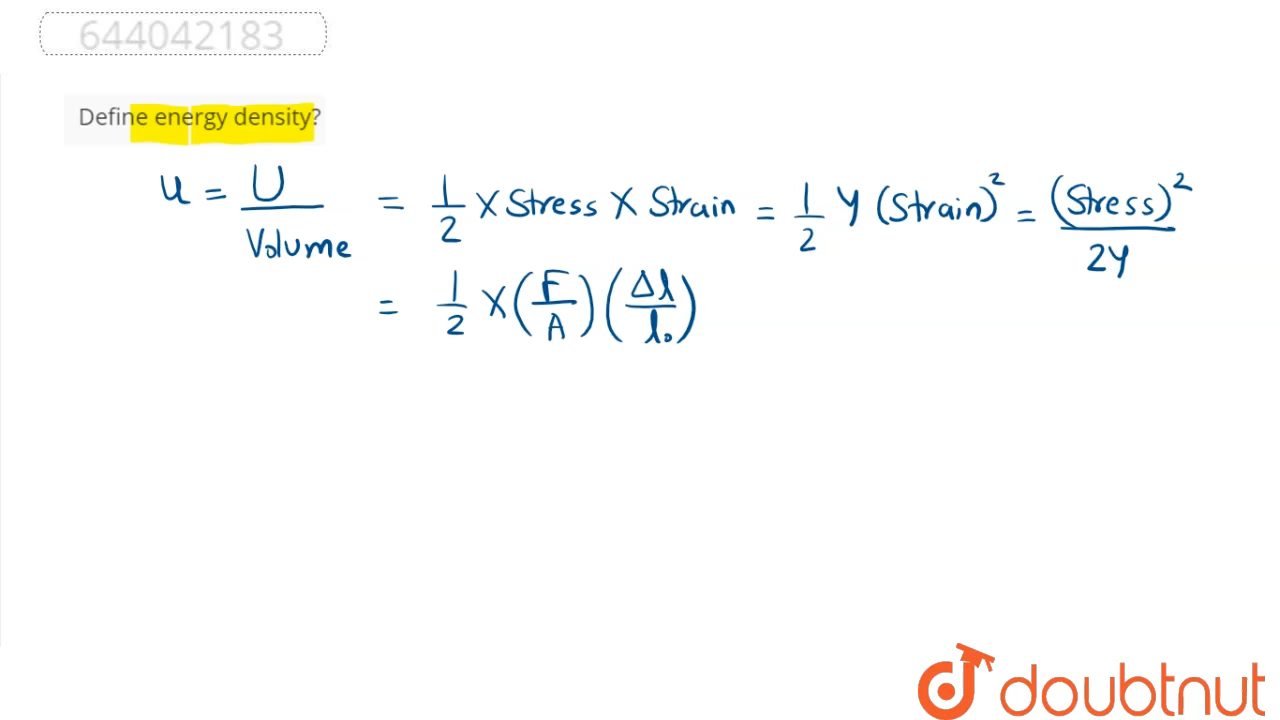 644042183
Define energy density?
u = U / Volume = 1/2 × Stress × Strain = 1/2 Y (Strain)² = (Stress)² / 2Y
= 1/2 × (F/A) (Δl/l₀)
doubtnut